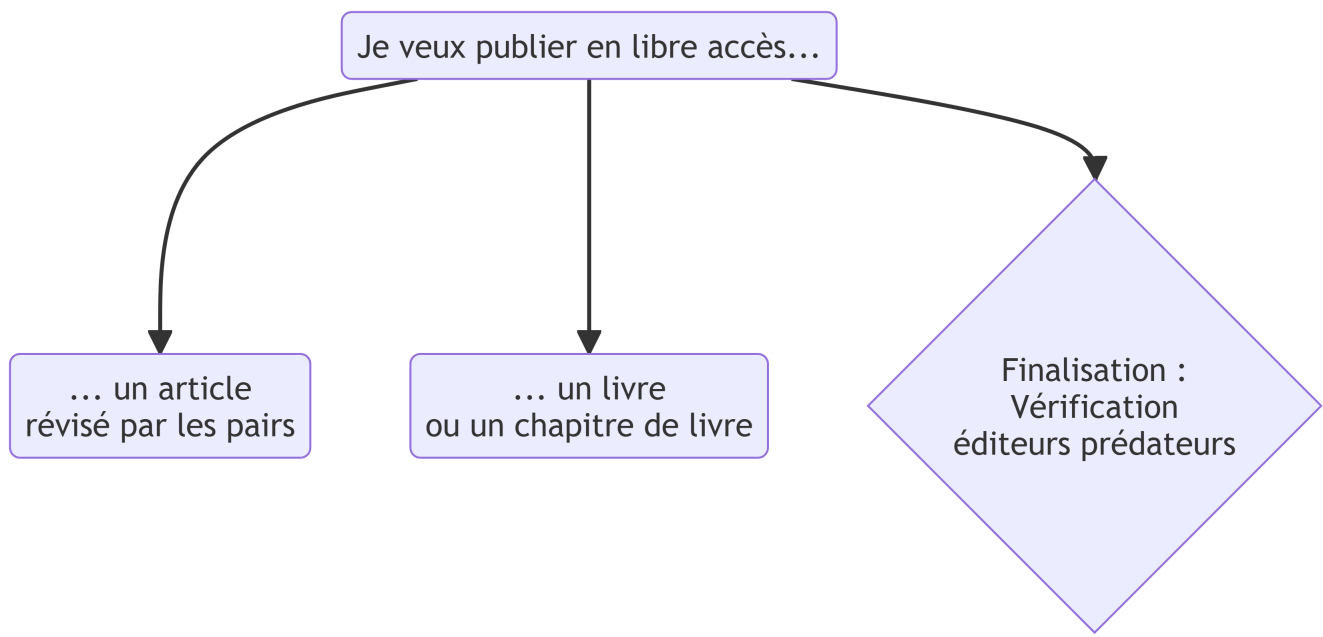 Je veux publier en libre accès...
... un article
révisé par les pairs
... un livre
ou un chapitre de livre
Finalisation :
Vérification
éditeurs prédateurs